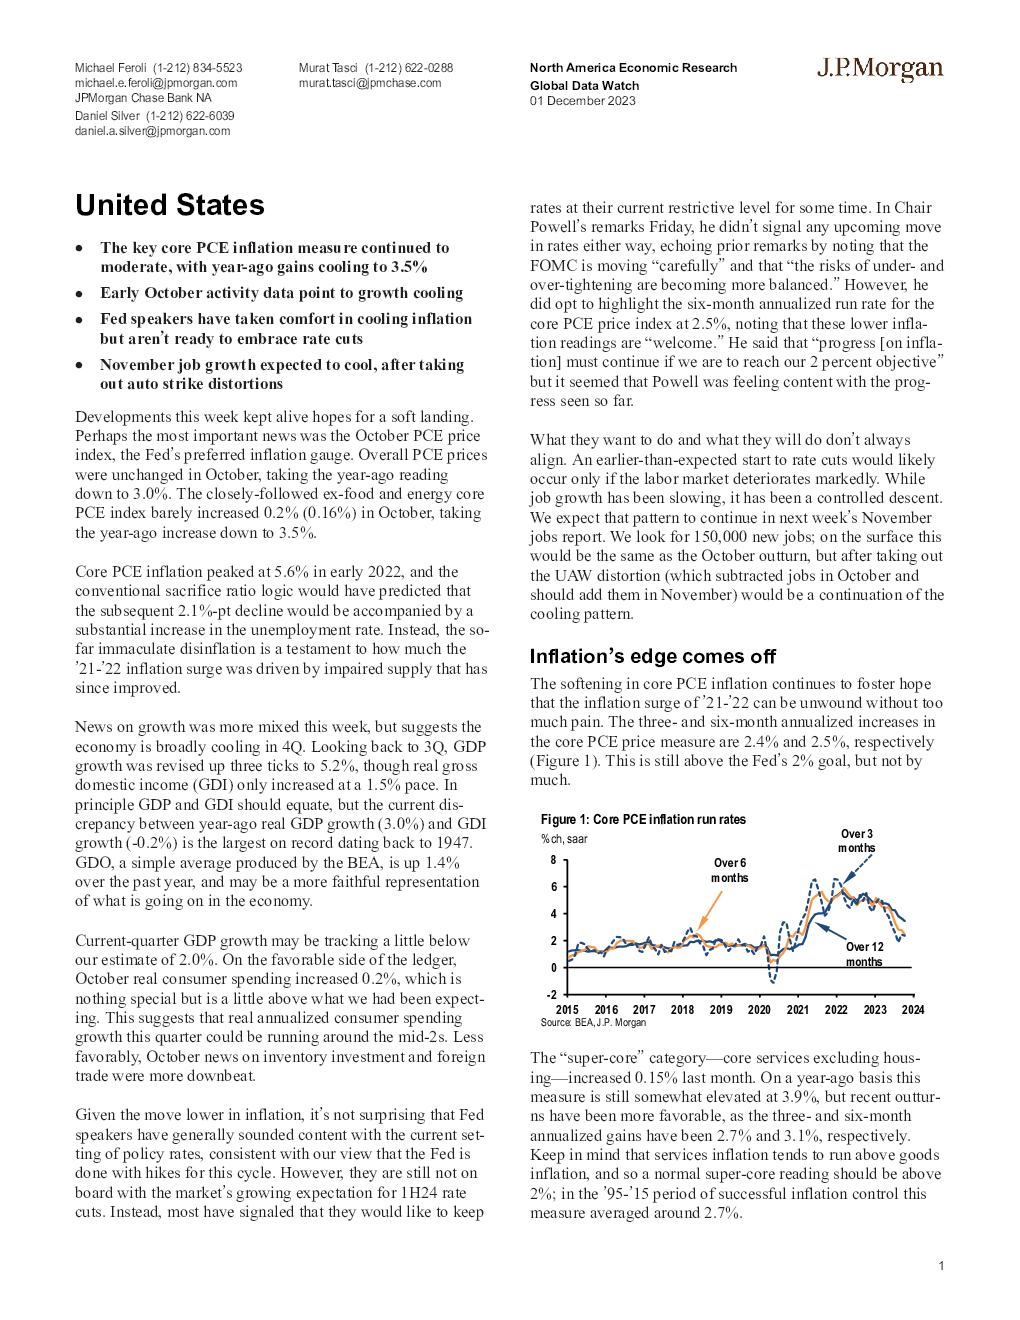 Michael Feroli (1-212) 834-5523
michael.e.feroli@jpmorgan.com
JPMorgan Chase Bank NA
Daniel Silver (1-212) 622-6039
daniel.a.silver@jpmorgan.com
Murat Tasci (1-212) 622-0288
murat.tasci@jpmchase.com
North America Economic Research
Global Data Watch
01 December 2023
J.P.Morgan
United States
• The key core PCE inflation measure continued to
moderate, with year-ago gains cooling to 3.5%
• Early October activity data point to growth cooling
• Fed speakers have taken comfort in cooling inflation
but aren’t ready to embrace rate cuts
• November job growth expected to cool, after taking
out auto strike distortions
Developments this week kept alive hopes for a soft landing.
Perhaps the most important news was the October PCE price
index, the Fed’s preferred inflation gauge. Overall PCE prices
were unchanged in October, taking the year-ago reading
down to 3.0%. The closely-followed ex-food and energy core
PCE index barely increased 0.2% (0.16%) in October, taking
the year-ago increase down to 3.5%.
Core PCE inflation peaked at 5.6% in early 2022, and the
conventional sacrifice ratio logic would have predicted that
the subsequent 2.1%-pt decline would be accompanied by a
substantial increase in the unemployment rate. Instead, the so-
far immaculate disinflation is a testament to how much the
’21-’22 inflation surge was driven by impaired supply that has
since improved.
News on growth was more mixed this week, but suggests the
economy is broadly cooling in 4Q. Looking back to 3Q, GDP
growth was revised up three ticks to 5.2%, though real gross
domestic income (GDI) only increased at a 1.5% pace. In
principle GDP and GDI should equate, but the current dis-
crepancy between year-ago real GDP growth (3.0%) and GDI
growth (-0.2%) is the largest on record dating back to 1947.
GDO, a simple average produced by the BEA, is up 1.4%
over the past year, and may be a more faithful representation
of what is going on in the economy.
Current-quarter GDP growth may be tracking a little below
our estimate of 2.0%. On the favorable side of the ledger,
October real consumer spending increased 0.2%, which is
nothing special but is a little above what we had been expect-
ing. This suggests that real annualized consumer spending
growth this quarter could be running around the mid-2s. Less
favorably, October news on inventory investment and foreign
trade were more downbeat.
Given the move lower in inflation, it’s not surprising that Fed
speakers have generally sounded content with the current set-
ting of policy rates, consistent with our view that the Fed is
done with hikes for this cycle. However, they are still not on
board with the market’s growing expectation for 1H24 rate
cuts. Instead, most have signaled that they would like to keep
rates at their current restrictive level for some time. In Chair
Powell’s remarks Friday, he didn’t signal any upcoming move
in rates either way, echoing prior remarks by noting that the
FOMC is moving “carefully” and that “the risks of under- and
over-tightening are becoming more balanced.” However, he
did opt to highlight the six-month annualized run rate for the
core PCE price index at 2.5%, noting that these lower infla-
tion readings are “welcome.” He said that “progress [on infla-
tion] must continue if we are to reach our 2 percent objective”
but it seemed that Powell was feeling content with the prog-
ress seen so far.
What they want to do and what they will do don’t always
align. An earlier-than-expected start to rate cuts would likely
occur only if the labor market deteriorates markedly. While
job growth has been slowing, it has been a controlled descent.
We expect that pattern to continue in next week’s November
jobs report. We look for 150,000 new jobs; on the surface this
would be the same as the October outturn, but after taking out
the UAW distortion (which subtracted jobs in October and
should add them in November) would be a continuation of the
cooling pattern.
Inflation’s edge comes off
The softening in core PCE inflation continues to foster hope
that the inflation surge of ’21-’22 can be unwound without too
much pain. The three- and six-month annualized increases in
the core PCE price measure are 2.4% and 2.5%, respectively
(Figure 1). This is still above the Fed’s 2% goal, but not by
much.
Figure 1: Core PCE inflation run rates
%ch, saar
Over 3
months
Over 6
months
Over 12
months
8
6
4
2
0
-2
2015 2016 2017 2018 2019 2020 2021 2022 2023 2024
Source: BEA, J.P. Morgan
The “super-core” category—core services excluding hous-
ing—increased 0.15% last month. On a year-ago basis this
measure is still somewhat elevated at 3.9%, but recent outtur-
ns have been more favorable, as the three- and six-month
annualized gains have been 2.7% and 3.1%, respectively.
Keep in mind that services inflation tends to run above goods
inflation, and so a normal super-core reading should be above
2%; in the ’95-’15 period of successful inflation control this
measure averaged around 2.7%.
1